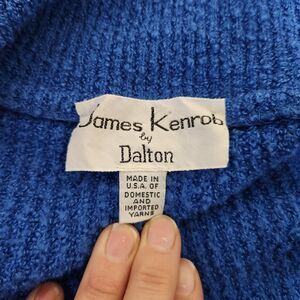 James Kenrob
by
Dalton
MADE IN
U.S.A. OF
DOMESTIC
AND
IMPORTED
YARNS